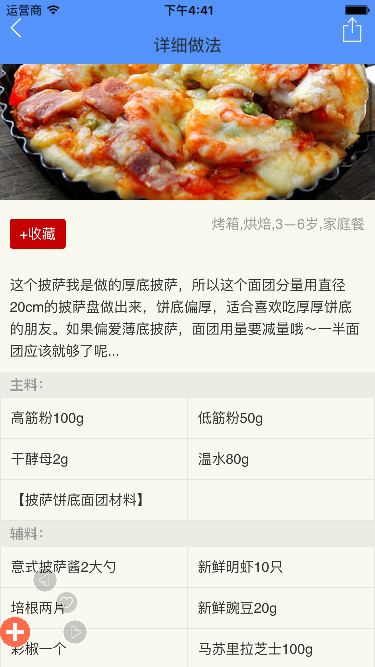 运营商 下午4:41
详细做法
+收藏 烤箱,烘焙,3－6岁,家庭餐
这个披萨我是做的厚底披萨，所以这个面团分量用直径
20cm的披萨盘做出来，饼底偏厚，适合喜欢吃厚厚饼底
的朋友。如果偏爱薄底披萨，面团用量要减量哦～一半面
团应该就够了呢...
主料：
高筋粉100g 低筋粉50g
干酵母2g 温水80g
【披萨饼底面团材料】
辅料：
意式披萨酱2大勺 新鲜明虾10只
培根两片 新鲜豌豆20g
彩椒一个 马苏里拉芝士100g